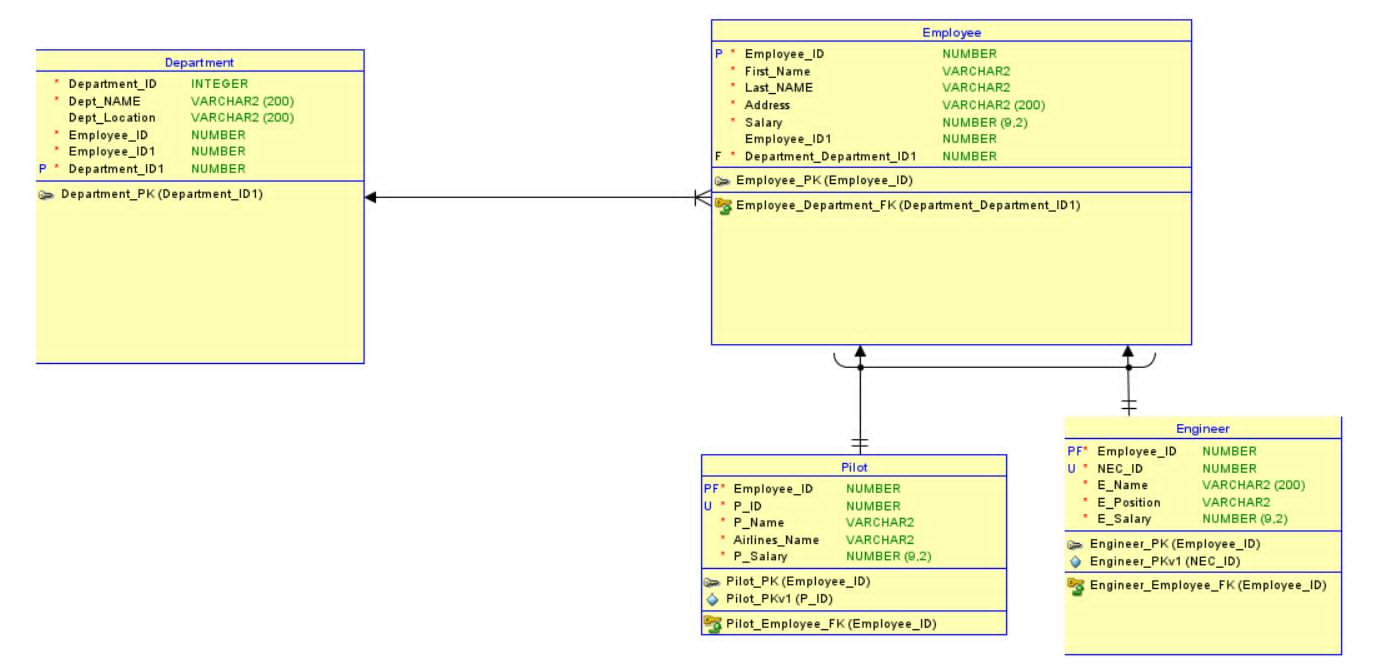 Department
* Department_ID INTEGER
* Dept_NAME VARCHAR2 (200)
Dept_Location VARCHAR2 (200)
* Employee_ID NUMBER
* Employee_ID1 NUMBER
P * Department_ID1 NUMBER
Department_PK (Department_ID1)
Employee
P * Employee_ID NUMBER
* First_Name VARCHAR2
* Last_NAME VARCHAR2
* Address VARCHAR2 (200)
* Salary NUMBER (9,2)
Employee_ID1 NUMBER
F * Department_Department_ID1 NUMBER
Employee_PK (Employee_ID)
Employee_Department_FK (Department_Department_ID1)
Pilot
PF* Employee_ID NUMBER
U * P_ID NUMBER
* P_Name VARCHAR2
* Airlines_Name VARCHAR2
* P_Salary NUMBER (9,2)
Pilot_PK (Employee_ID)
Pilot_PKv1 (P_ID)
Pilot_Employee_FK (Employee_ID)
Engineer
PF* Employee_ID NUMBER
U * NEC_ID NUMBER
* E_Name VARCHAR2 (200)
* E_Position VARCHAR2
* E_Salary NUMBER (9,2)
Engineer_PK (Employee_ID)
Engineer_PKv1 (NEC_ID)
Engineer_Employee_FK (Employee_ID)